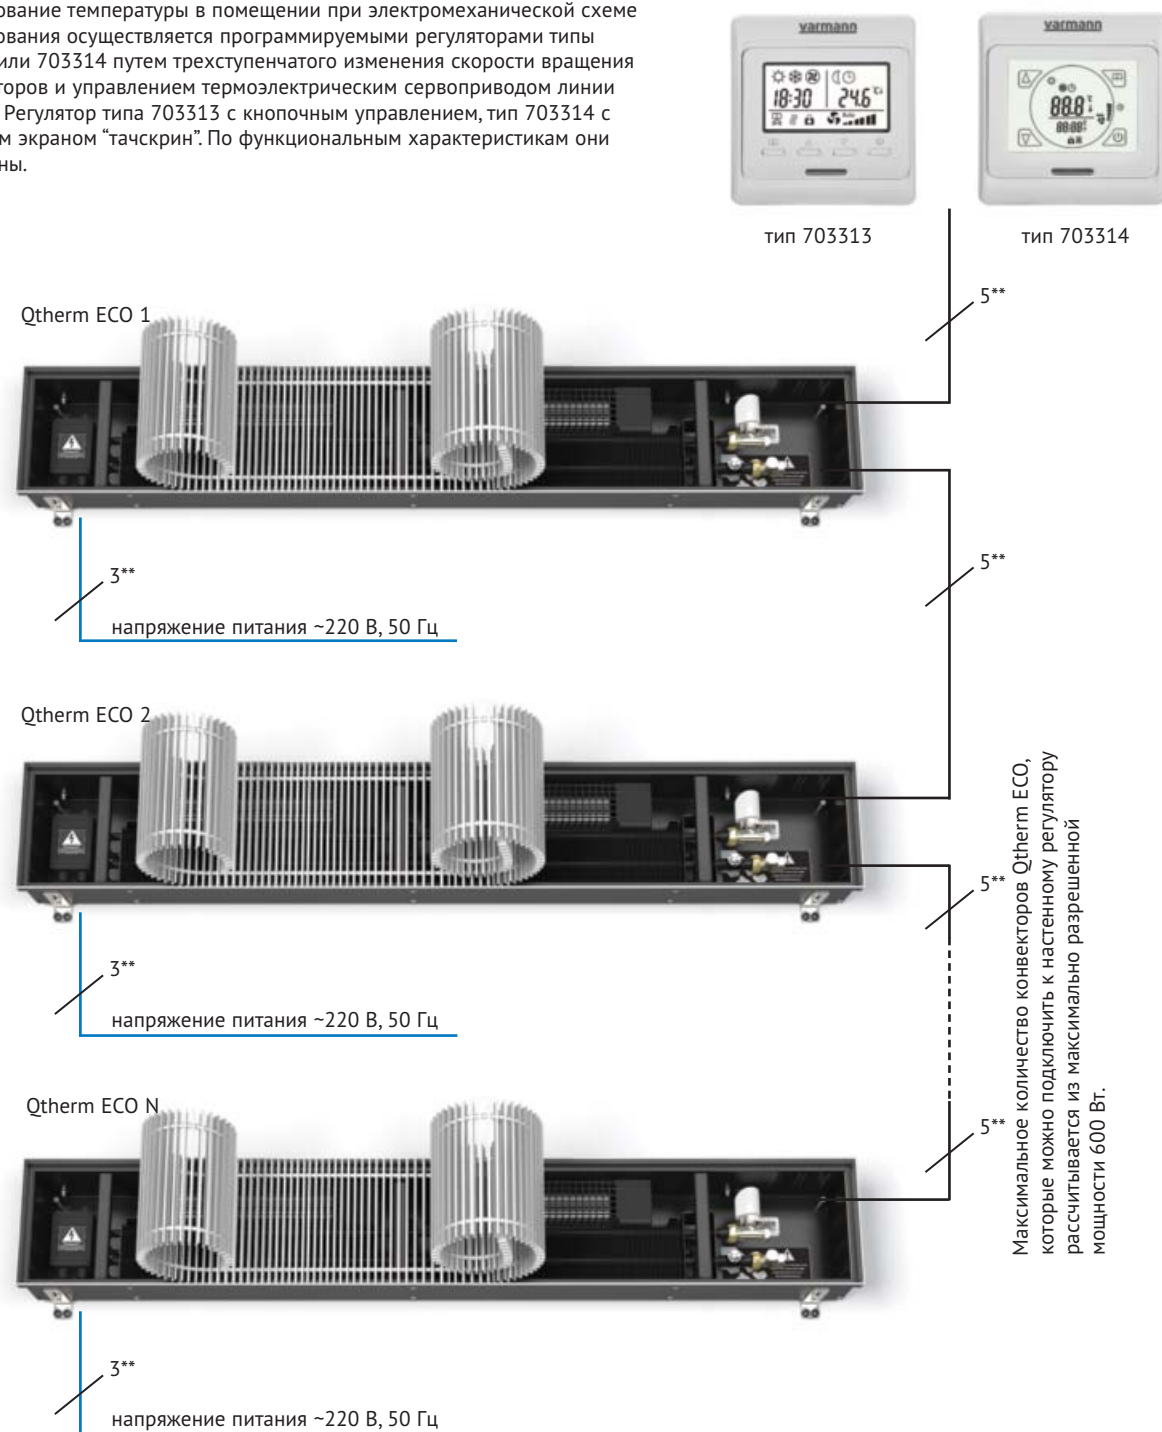 ование температуры в помещении при электромеханической схеме
ования осуществляется программируемыми регуляторами типы
или 703314 путем трехступенчатого изменения скорости вращения
торов и управлением термоэлектрическим сервоприводом линии
Регулятор типа 703313 с кнопочным управлением, тип 703314 с
м экраном “тачскрин”. По функциональным характеристикам они
ны.
varmann
18:30 24.6
varmann
88.8
88:88
тип 703313
тип 703314
5**
Qtherm ECO 1
3**
напряжение питания ~220 В, 50 Гц
5**
Qtherm ECO 2
3**
напряжение питания ~220 В, 50 Гц
5**
Qtherm ECO N
5**
3**
напряжение питания ~220 В, 50 Гц
Максимальное количество конвекторов Qtherm ECO,
которые можно подключить к настенному регулятору
рассчитывается из максимально разрешенной
мощности 600 Вт.